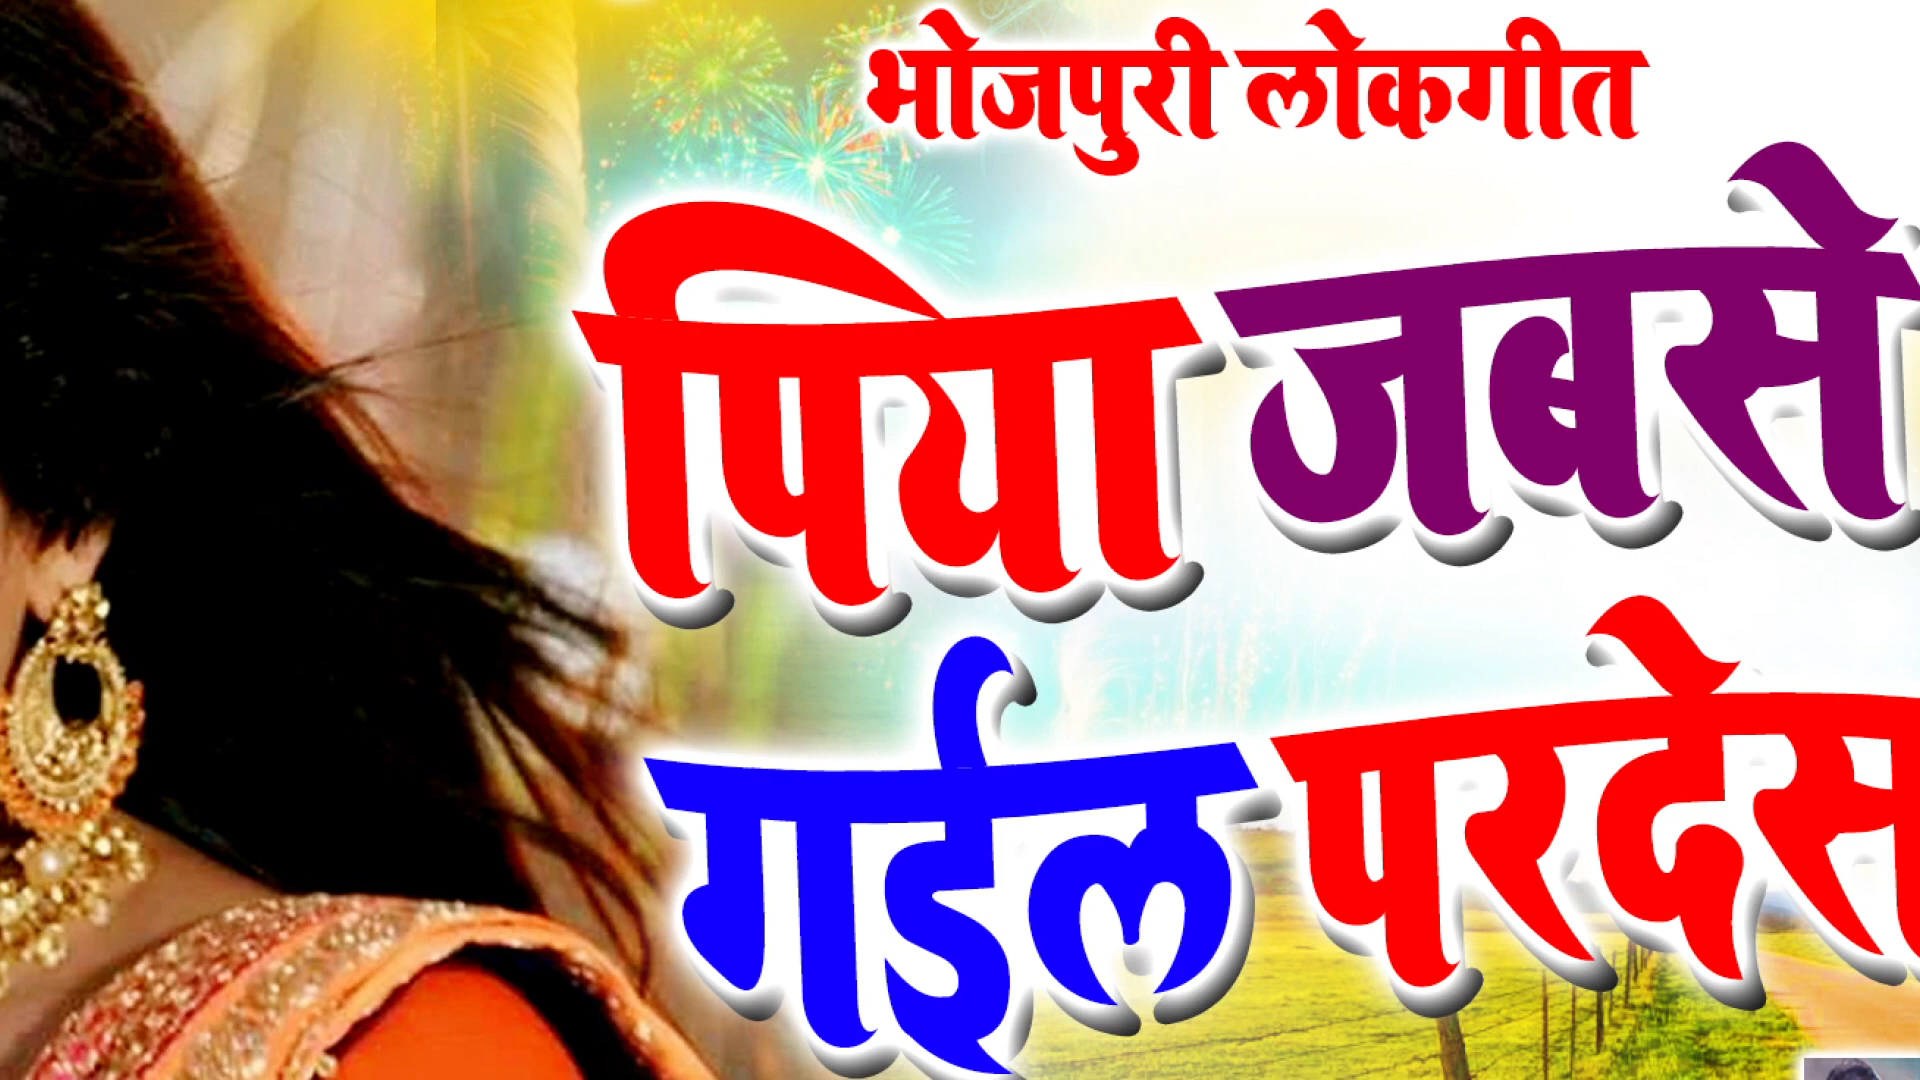 भोजपुरी लोकगीत
पिया जबसे
गईल परदेस